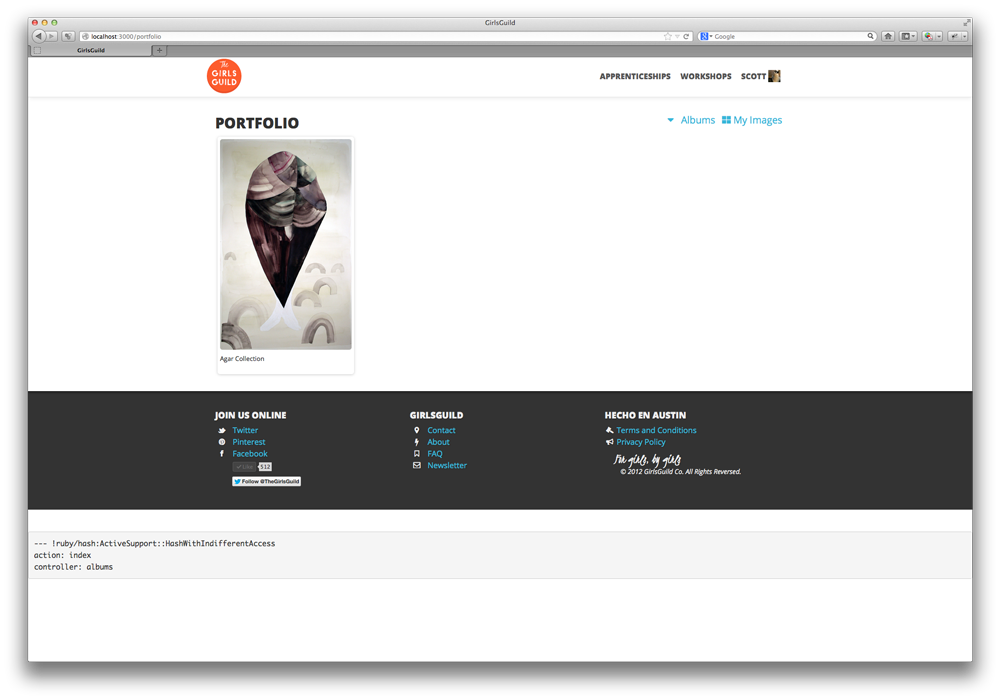 GirlsGuild
localhost:3000/portfolio
Google
GirlsGuild
The
GIRLS
GUILD
APPRENTICESHIPS WORKSHOPS SCOTT
PORTFOLIO
Albums My Images
Agar Collection
JOIN US ONLINE
Twitter
Pinterest
Facebook
Like 512
Follow @TheGirlsGuild
GIRLSGUILD
Contact
About
FAQ
Newsletter
HECHO EN AUSTIN
Terms and Conditions
Privacy Policy
For girls, by girls
© 2012 GirlsGuild Co. All Rights Reversed.
--- !ruby/hash:ActiveSupport::HashWithIndifferentAccess
action: index
controller: albums